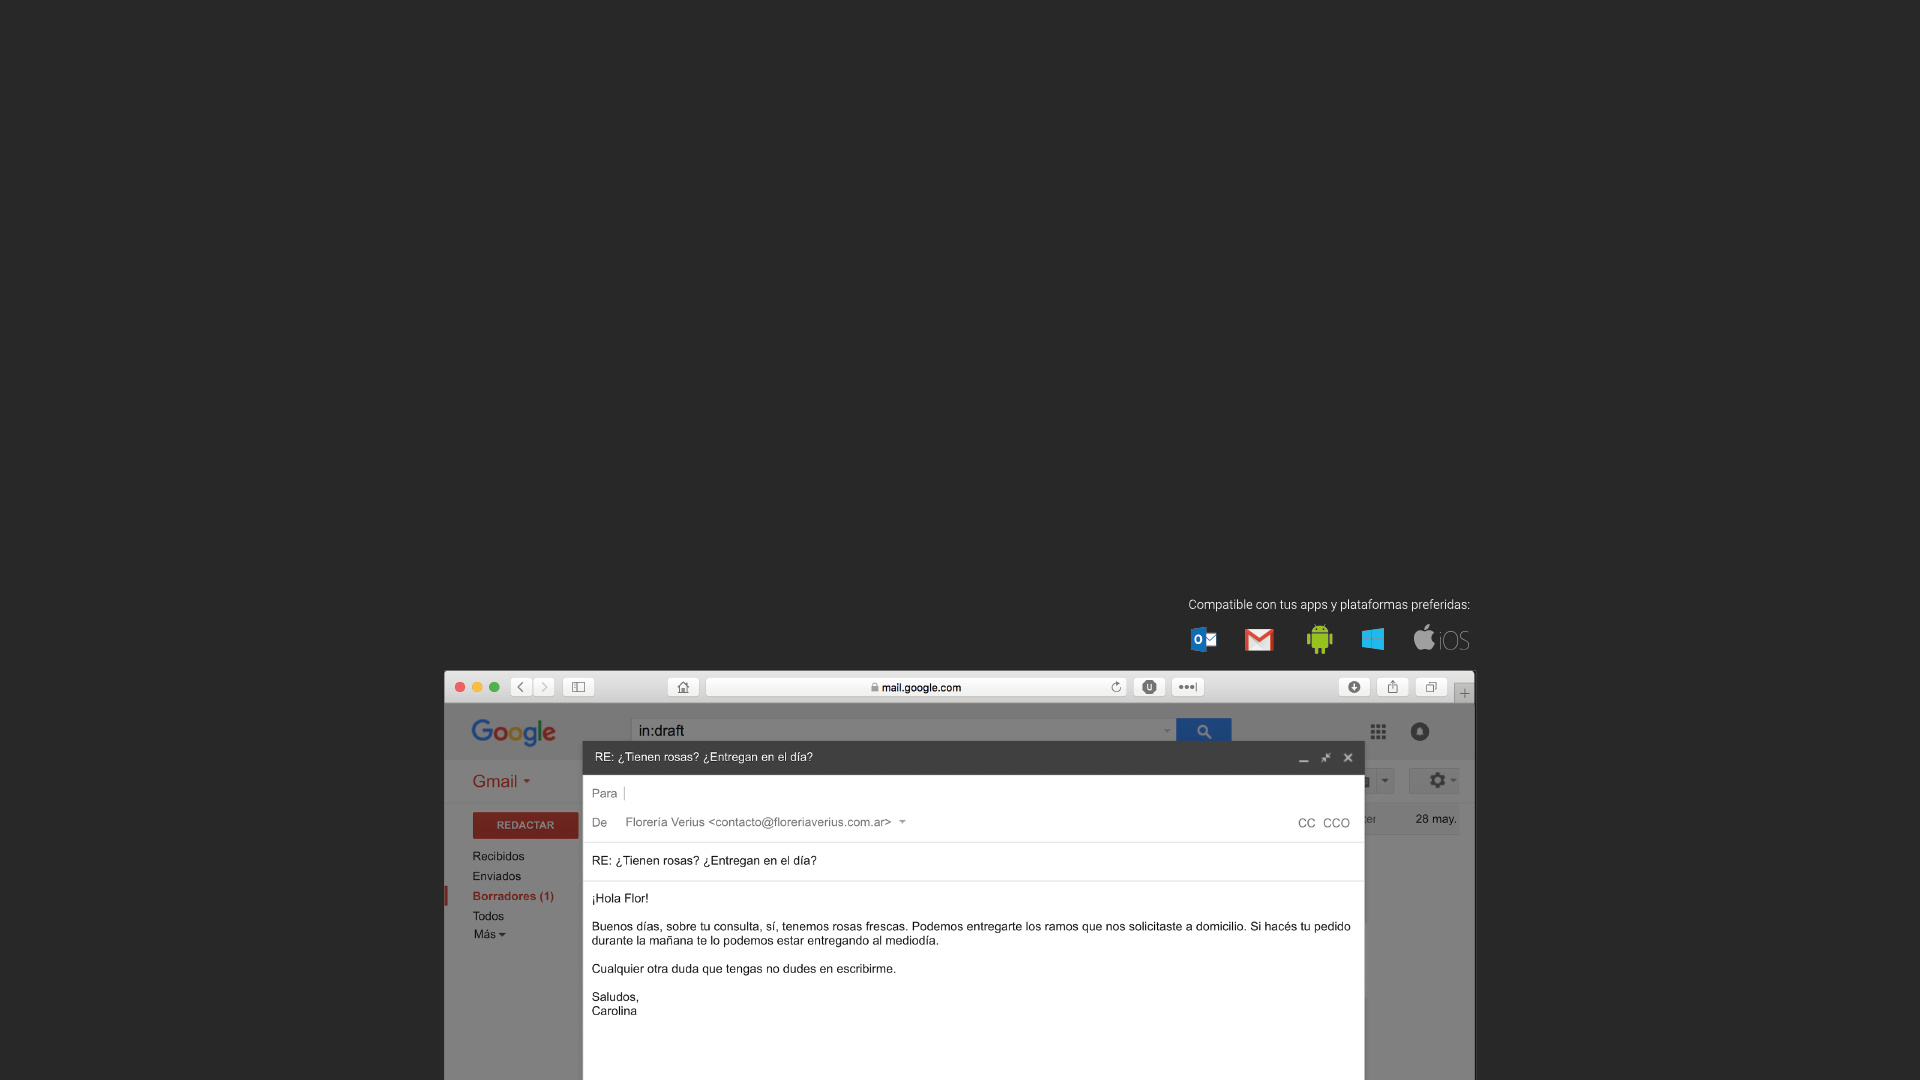 Compatible con tus apps y plataformas preferidas:
iOS
mail.google.com
Google
in:draft
RE: ¿Tienen rosas? ¿Entregan en el día?
Gmail
Para
De Florería Verius <contacto@floreriaverius.com.ar>
CC CCO
28 may.
REDACTAR
Recibidos
Enviados
Borradores (1)
Todos
Más
RE: ¿Tienen rosas? ¿Entregan en el día?
¡Hola Flor!
Buenos días, sobre tu consulta, sí, tenemos rosas frescas. Podemos entregarte los ramos que nos solicitaste a domicilio. Si hacés tu pedido
durante la mañana te lo podemos estar entregando al mediodía.
Cualquier otra duda que tengas no dudes en escribirme.
Saludos,
Carolina